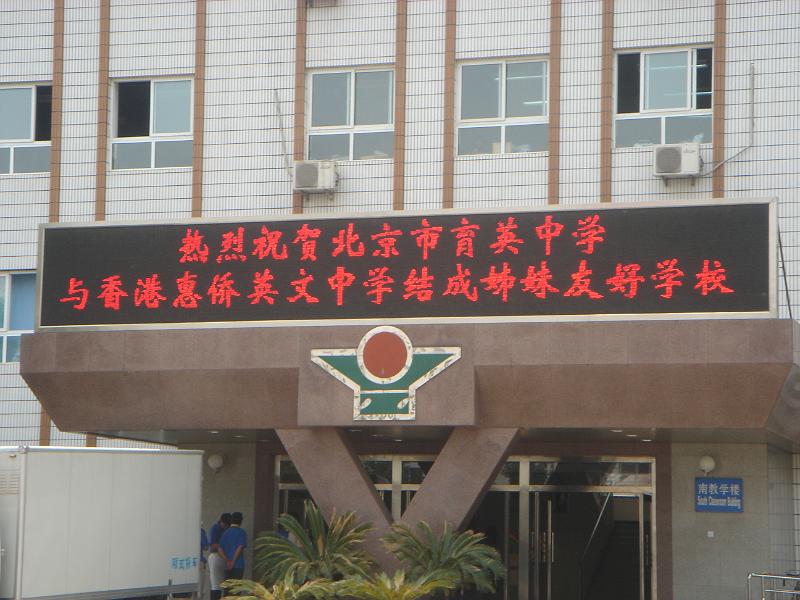 热烈祝贺北京市育英中学
与香港惠侨英文中学结成姊妹友好学校
南教学楼
South Classroom Building